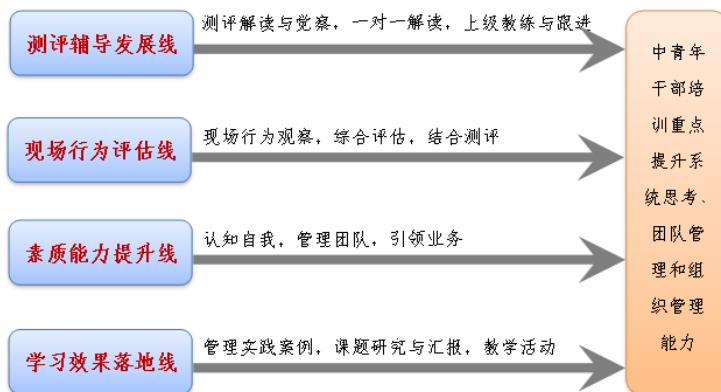 测评辅导发展线
测评解读与觉察，一对一解读，上级教练与跟进
现场行为评估线
现场行为观察，综合评估，结合测评
素质能力提升线
认知自我，管理团队，引领业务
学习效果落地线
管理实践案例，课题研究与汇报，教学活动
中青年
干部培
训重点
提升系
统思考、
团队管
理和组
织管理
能力